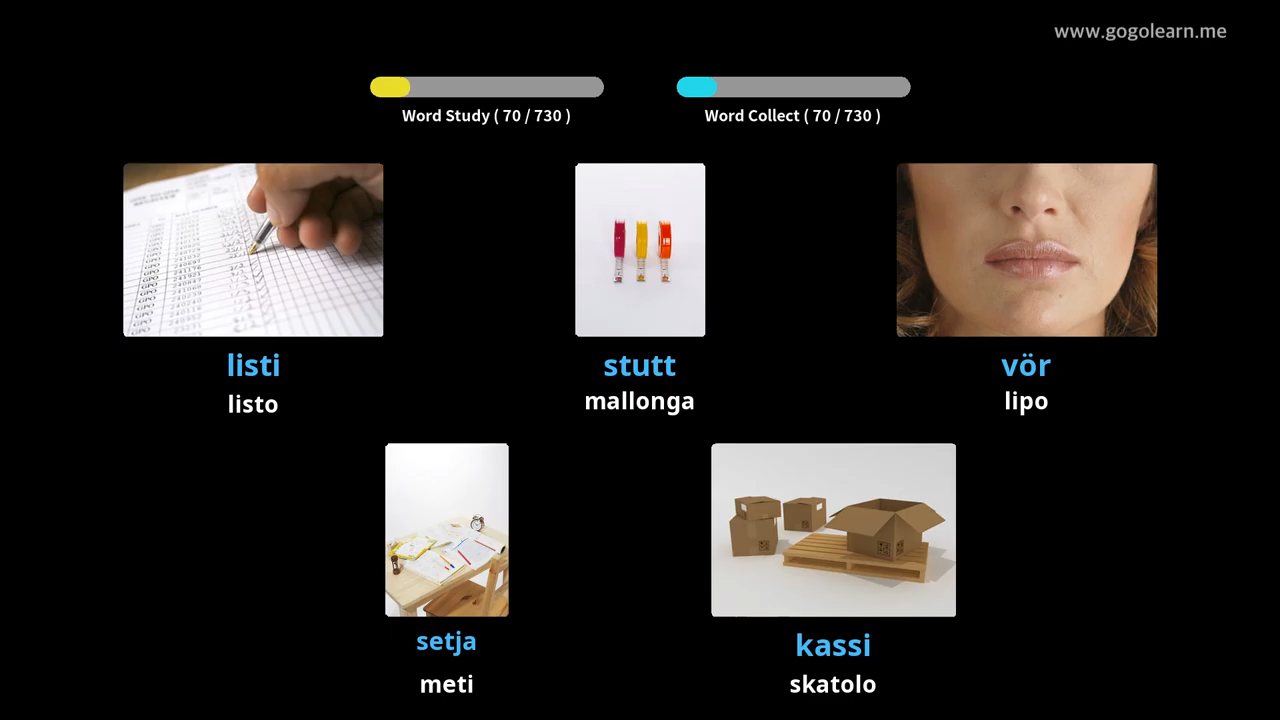 www.gogolearn.me
Word Study ( 70 / 730 )
Word Collect ( 70 / 730 )
listi
listo
stutt
mallonga
vör
lipo
setja
meti
kassi
skatolo